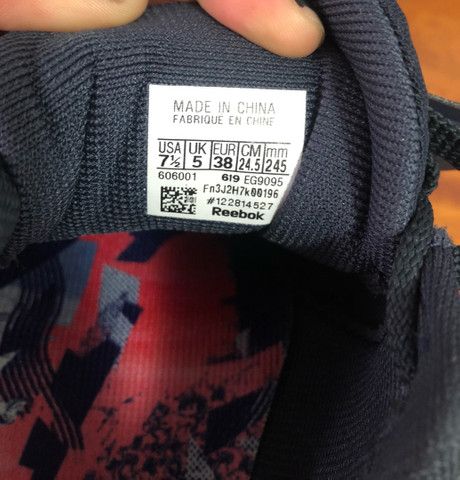 MADE IN CHINA
FABRIQUE EN CHINE
USA UK EUR CM mm
7½ 5 38 24.5 245
606001 619 EG9095
Fn3J2H7k00196
#122814527
Reebok